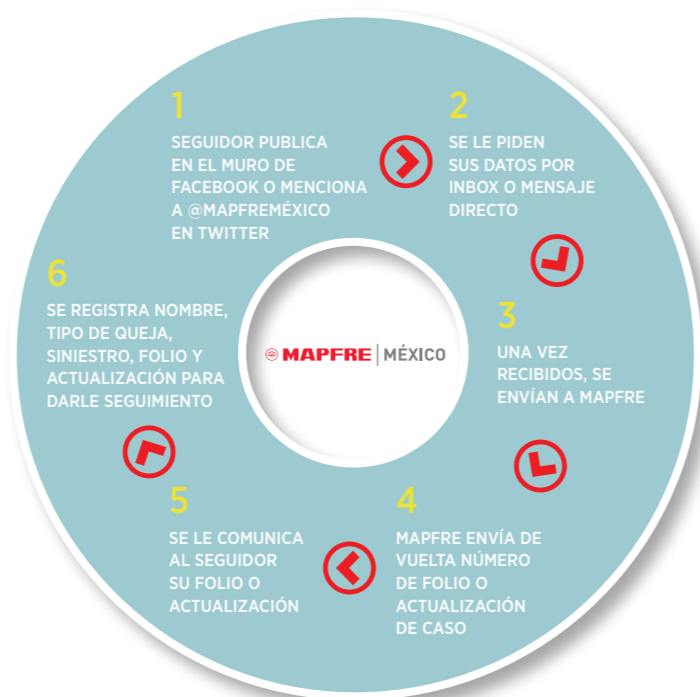 1
SEGUIDOR PUBLICA
EN EL MURO DE
FACEBOOK O MENCIONA
A @MAPFREMÉXICO
EN TWITTER
2
SE LE PIDEN
SUS DATOS POR
INBOX O MENSAJE
DIRECTO
3
UNA VEZ
RECIBIDOS, SE
ENVÍAN A MAPFRE
4
MAPFRE ENVÍA DE
VUELTA NÚMERO
DE FOLIO O
ACTUALIZACIÓN
DE CASO
5
SE LE COMUNICA
AL SEGUIDOR
SU FOLIO O
ACTUALIZACIÓN
6
SE REGISTRA NOMBRE,
TIPO DE QUEJA,
SINIESTRO, FOLIO Y
ACTUALIZACIÓN PARA
DARLE SEGUIMIENTO
MAPFRE | MÉXICO